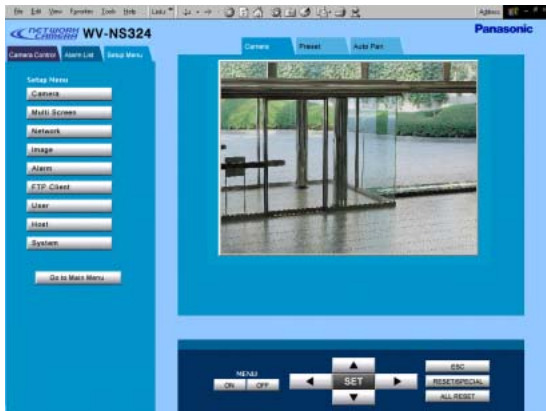 File Edit View Favorites Tools Help
Links
Address
NETWORK
CAMERA WV-NS324
Panasonic
Camera Control Alarm List Setup Menu
Camera Preset Auto Pan
Setup Menu
Camera
Multi Screen
Network
Image
Alarm
FTP Client
User
Host
System
Go to Main Menu
MENU
ON OFF
SET
ESC
RESET/SPECIAL
ALL RESET